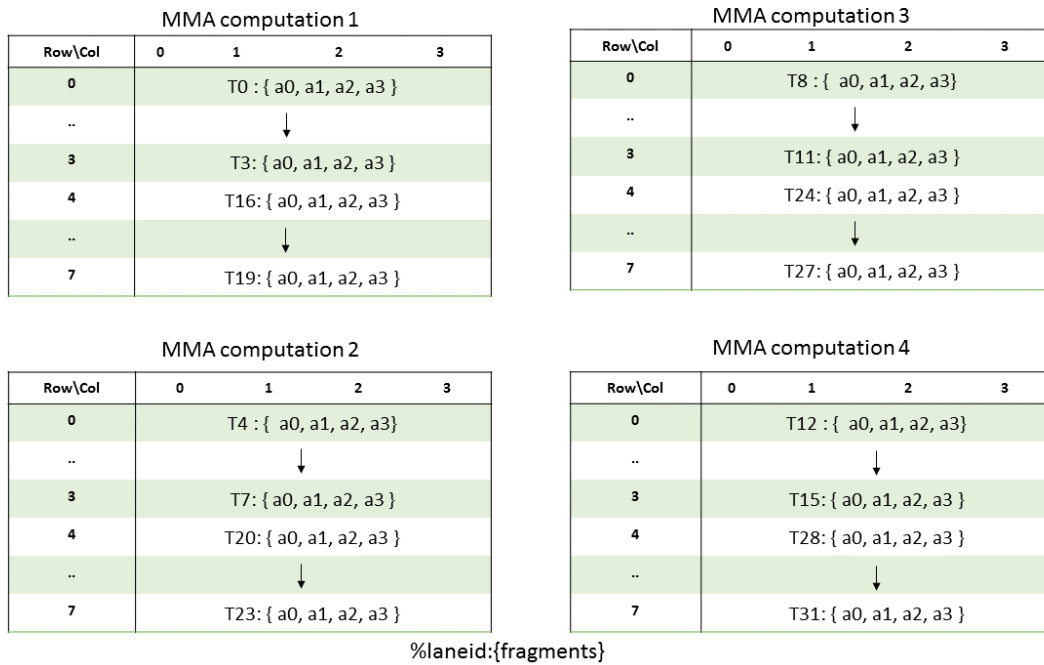 MMA computation 1
Row\Col 0 1 2 3
0 T0 : { a0, a1, a2, a3 }
..
3 T3: { a0, a1, a2, a3 }
4 T16: { a0, a1, a2, a3 }
..
7 T19: { a0, a1, a2, a3 }
MMA computation 3
Row\Col 0 1 2 3
0 T8 : { a0, a1, a2, a3}
..
3 T11: { a0, a1, a2, a3 }
4 T24: { a0, a1, a2, a3 }
..
7 T27: { a0, a1, a2, a3 }
MMA computation 2
Row\Col 0 1 2 3
0 T4 : { a0, a1, a2, a3}
..
3 T7: { a0, a1, a2, a3 }
4 T20: { a0, a1, a2, a3 }
..
7 T23: { a0, a1, a2, a3 }
MMA computation 4
Row\Col 0 1 2 3
0 T12 : { a0, a1, a2, a3}
..
3 T15: { a0, a1, a2, a3 }
4 T28: { a0, a1, a2, a3 }
..
7 T31: { a0, a1, a2, a3 }
%laneid:{fragments}